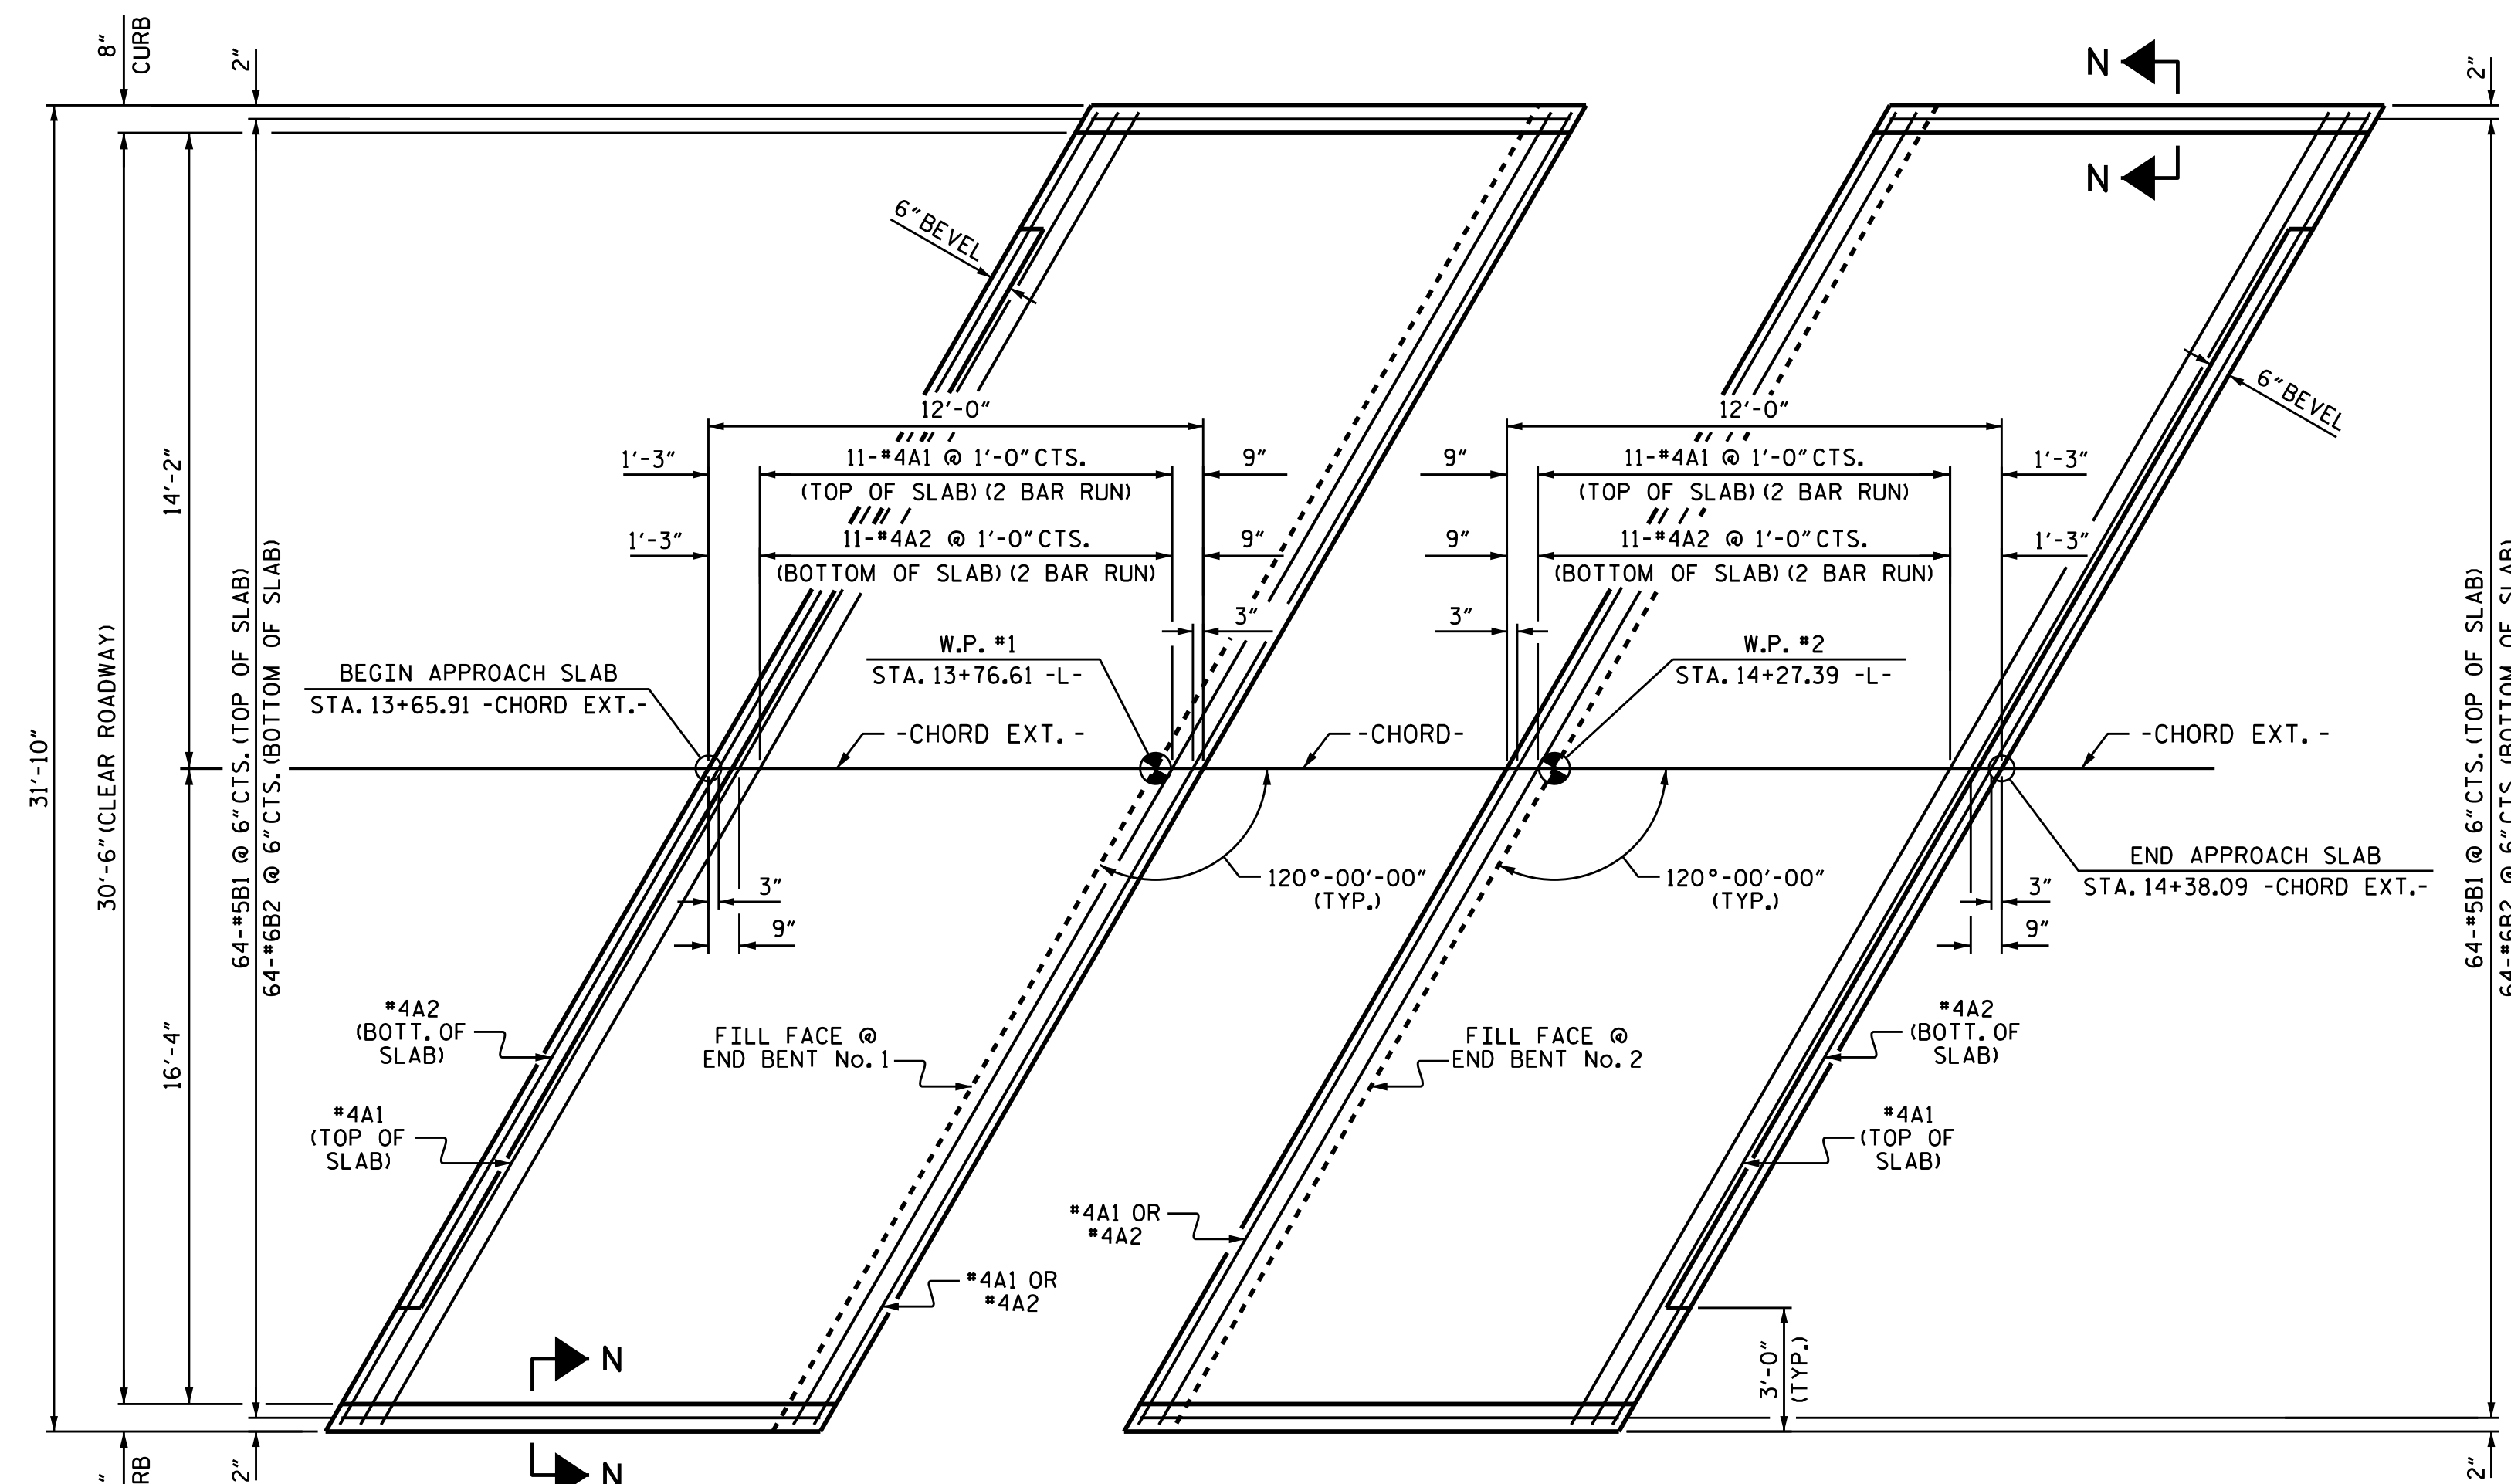 8"
CURB
2"
N
2"
N
6" BEVEL
12'-0"
12'-0"
6" BEVEL
1'-3"
11-#4A1 @ 1'-0" CTS.
(TOP OF SLAB) (2 BAR RUN)
9"
9"
11-#4A1 @ 1'-0" CTS.
(TOP OF SLAB) (2 BAR RUN)
1'-3"
1'-3"
11-#4A2 @ 1'-0" CTS.
(BOTTOM OF SLAB) (2 BAR RUN)
9"
9"
11-#4A2 @ 1'-0" CTS.
(BOTTOM OF SLAB) (2 BAR RUN)
1'-3"
3"
3"
31'-10"
30'-6" (CLEAR ROADWAY)
14'-2"
16'-4"
64-#5B1 @ 6" CTS. (TOP OF SLAB)
64-#6B2 @ 6" CTS. (BOTTOM OF SLAB)
BEGIN APPROACH SLAB
STA. 13+65.91 -CHORD EXT.-
W.P. #1
STA. 13+76.61 -L-
W.P. #2
STA. 14+27.39 -L-
-CHORD EXT. -
-CHORD-
-CHORD EXT. -
120°-00'-00"
(TYP.)
120°-00'-00"
(TYP.)
END APPROACH SLAB
STA. 14+38.09 -CHORD EXT.-
3"
9"
3"
9"
64-#5B1 @ 6" CTS. (TOP OF SLAB)
64-#6B2 @ 6" CTS. (BOTTOM OF SLAB)
#4A2
(BOTT. OF
SLAB)
FILL FACE @
END BENT No. 1
FILL FACE @
END BENT No. 2
#4A2
(BOTT. OF
SLAB)
#4A1
(TOP OF
SLAB)
#4A1
(TOP OF
SLAB)
#4A1 OR
#4A2
#4A1 OR
#4A2
3'-0"
(TYP.)
N
N
2"
2"